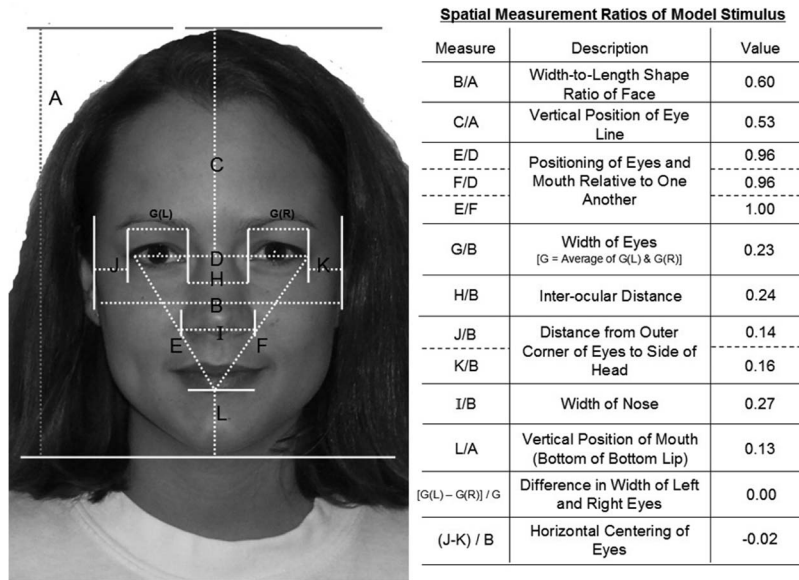 A
C
G(L)
G(R)
D
J
K
H
B
I
E
F
L
Spatial Measurement Ratios of Model Stimulus
Measure Description Value
B/A Width-to-Length Shape 0.60
Ratio of Face
C/A Vertical Position of Eye 0.53
Line
E/D 0.96
Positioning of Eyes and
F/D Mouth Relative to One 0.96
Another
E/F 1.00
G/B Width of Eyes 0.23
[G = Average of G(L) & G(R)]
H/B Inter-ocular Distance 0.24
J/B Distance from Outer 0.14
Corner of Eyes to Side of
K/B Head 0.16
I/B Width of Nose 0.27
L/A Vertical Position of Mouth 0.13
(Bottom of Bottom Lip)
[G(L) – G(R)] / G Difference in Width of Left 0.00
and Right Eyes
(J-K) / B Horizontal Centering of -0.02
Eyes